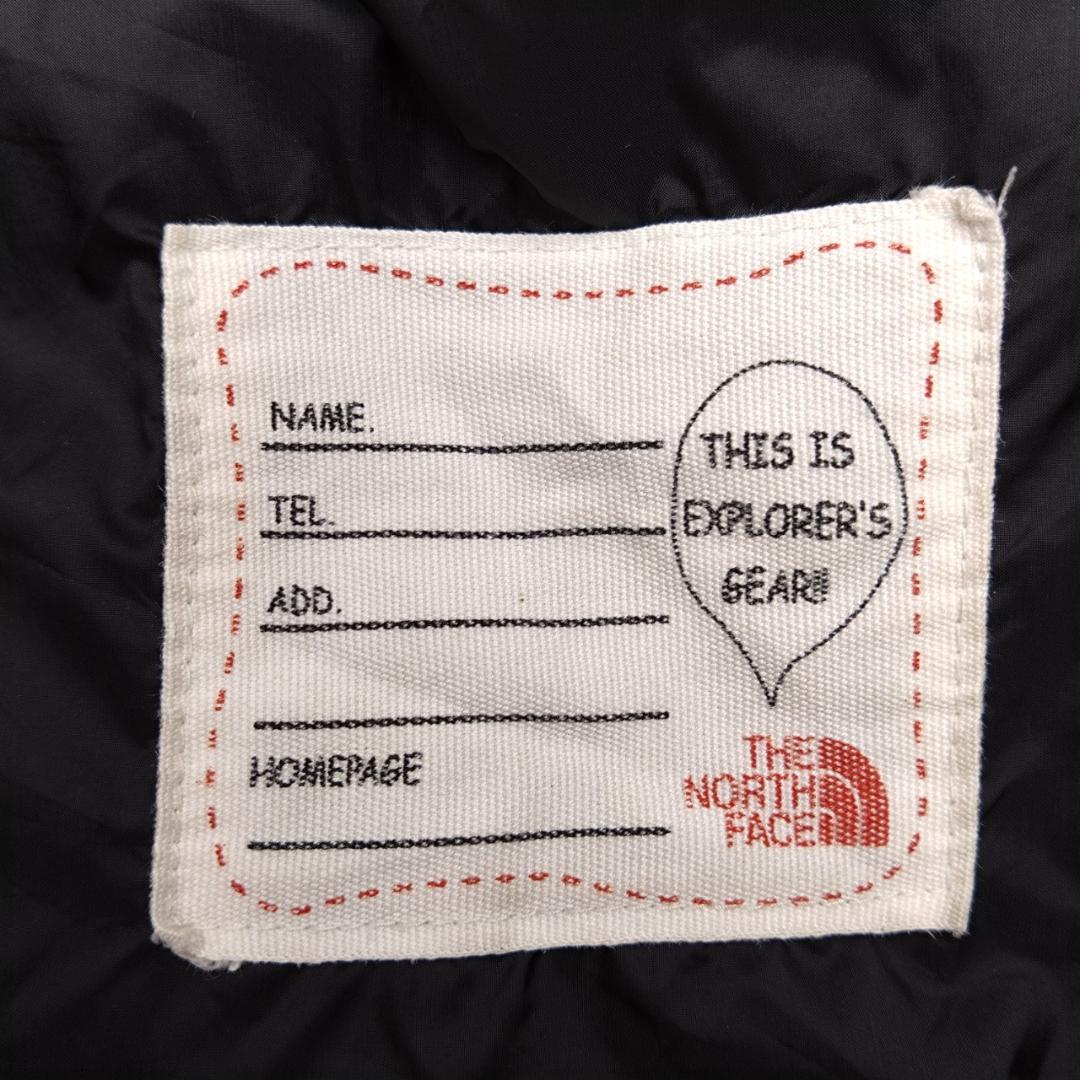 NAME.
TEL.
ADD.
HOMEPAGE
THIS IS
EXPLORER'S
GEAR!!
THE
NORTH
FACE